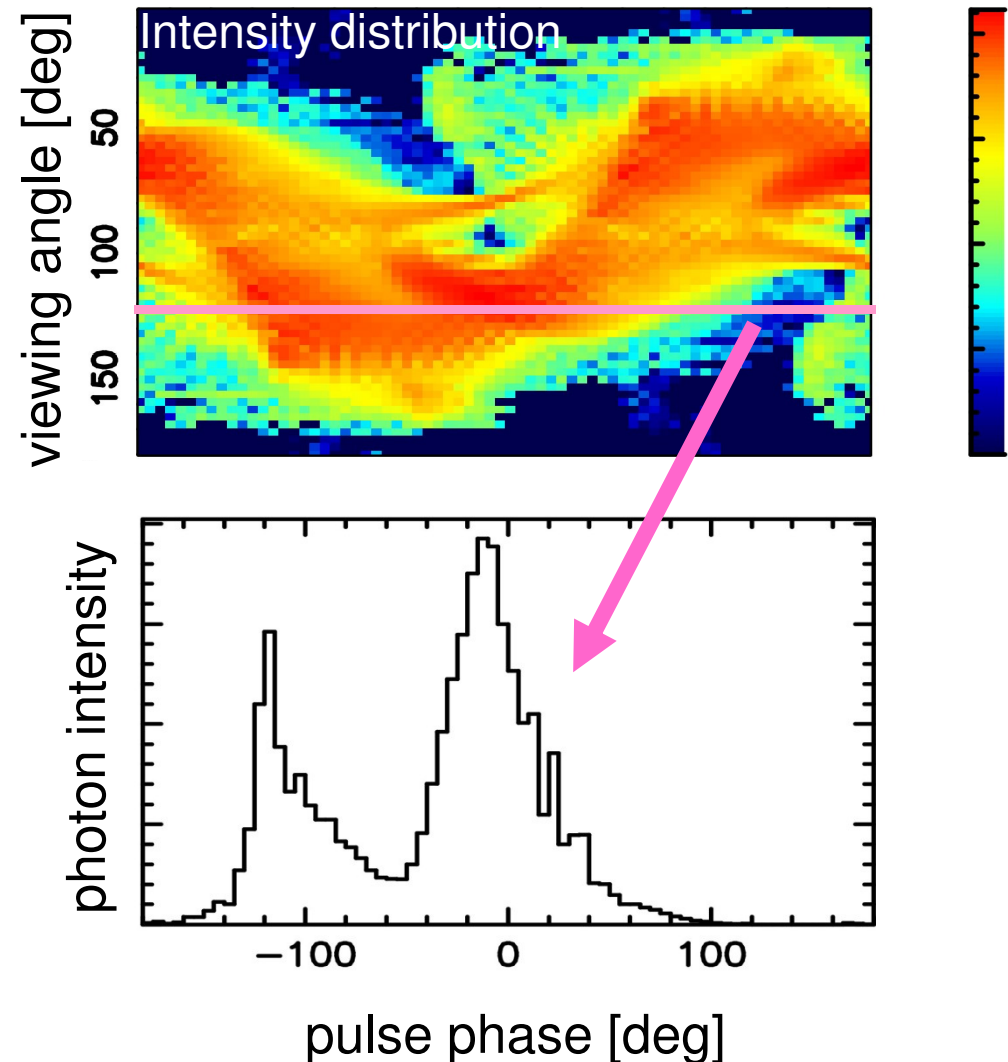 Intensity distribution
viewing angle [deg]
50
100
150
photon intensity
−100 0 100
pulse phase [deg]